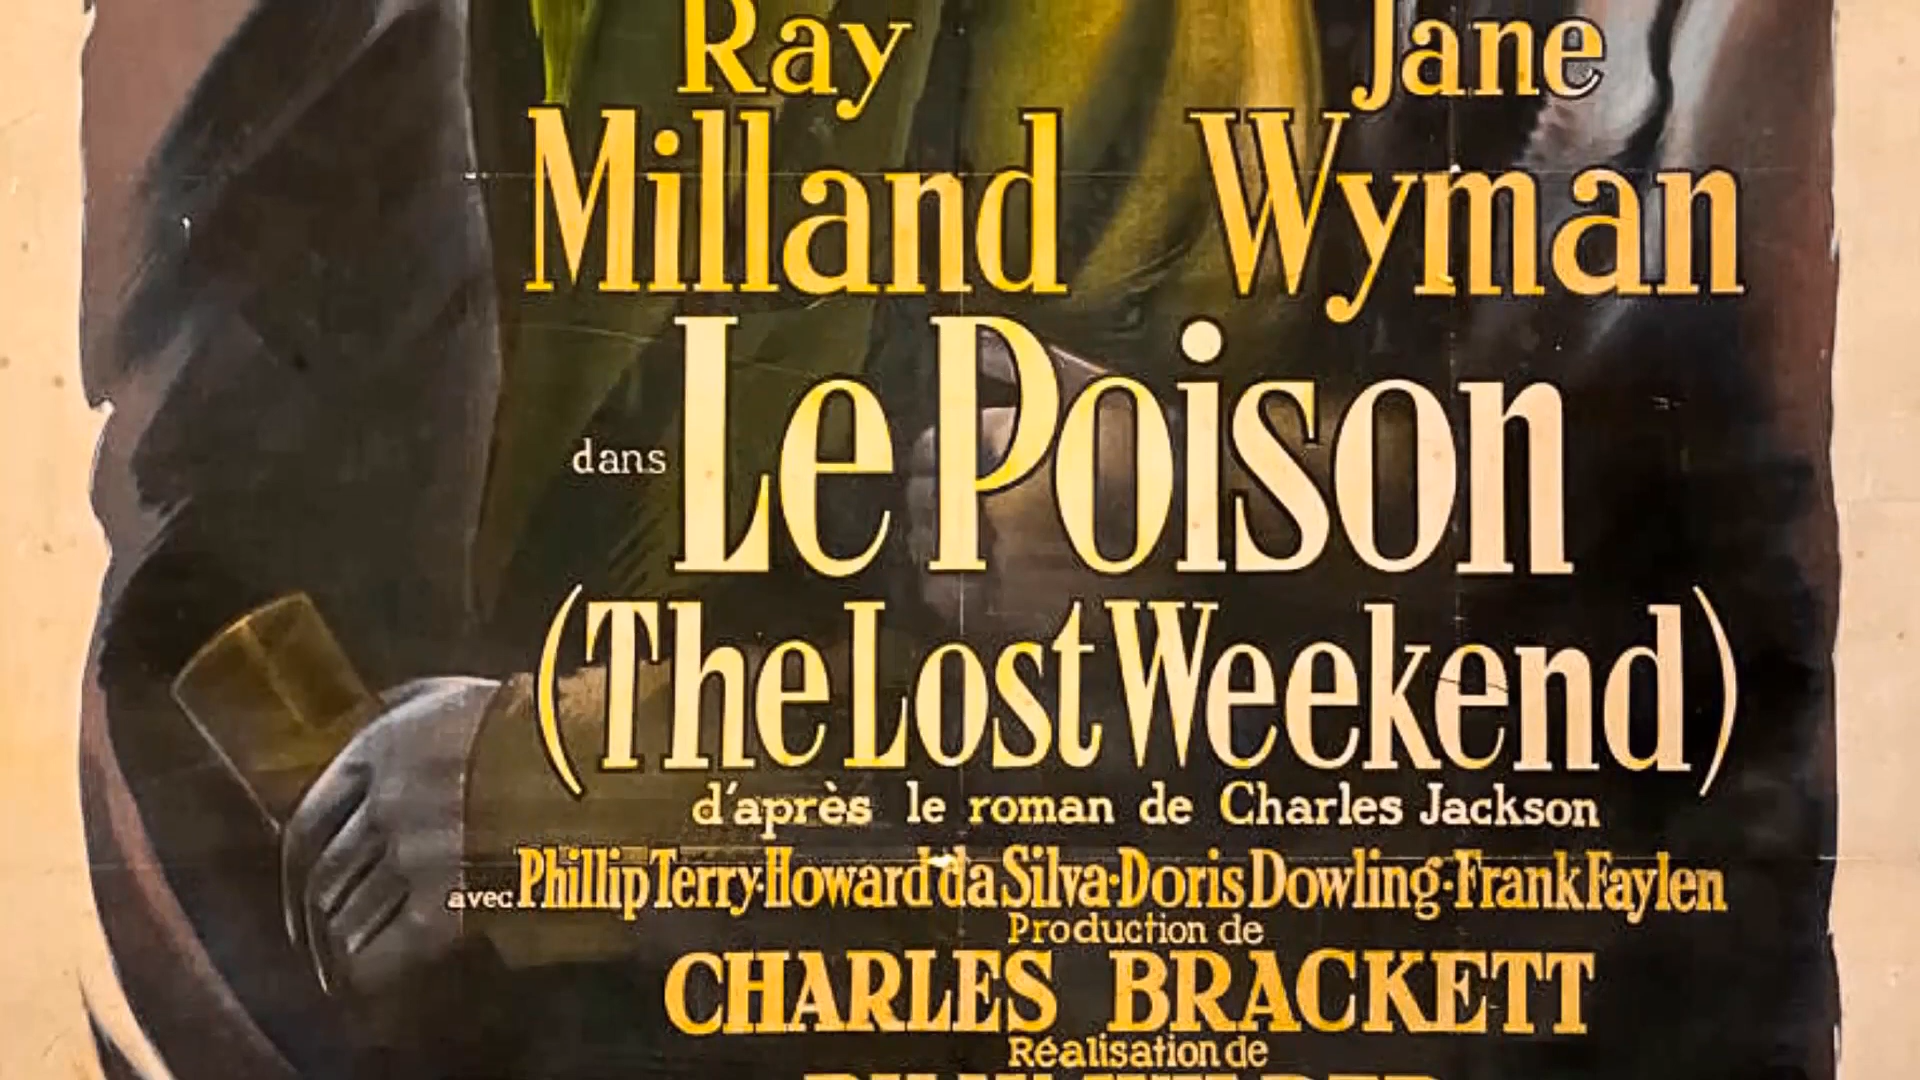 Ray Jane
Milland Wyman
dans Le Poison
(The Lost Weekend)
d'après le roman de Charles Jackson
avec Phillip Terry·Howard da Silva·Doris Dowling·Frank Faylen
Production de
CHARLES BRACKETT
Réalisation de